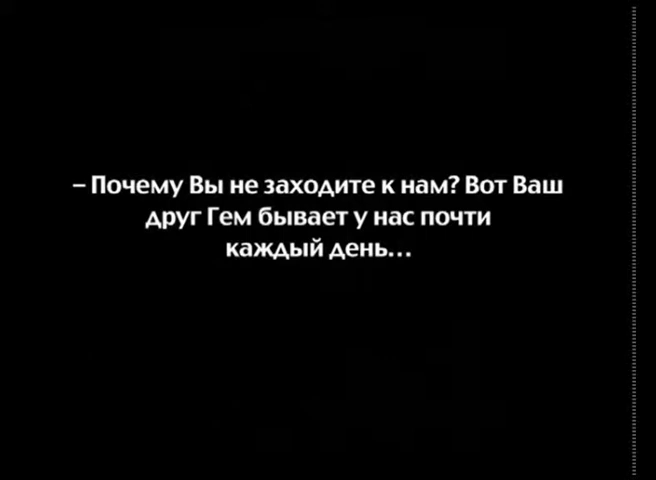 – Почему Вы не заходите к нам? Вот Ваш
друг Гем бывает у нас почти
каждый день...